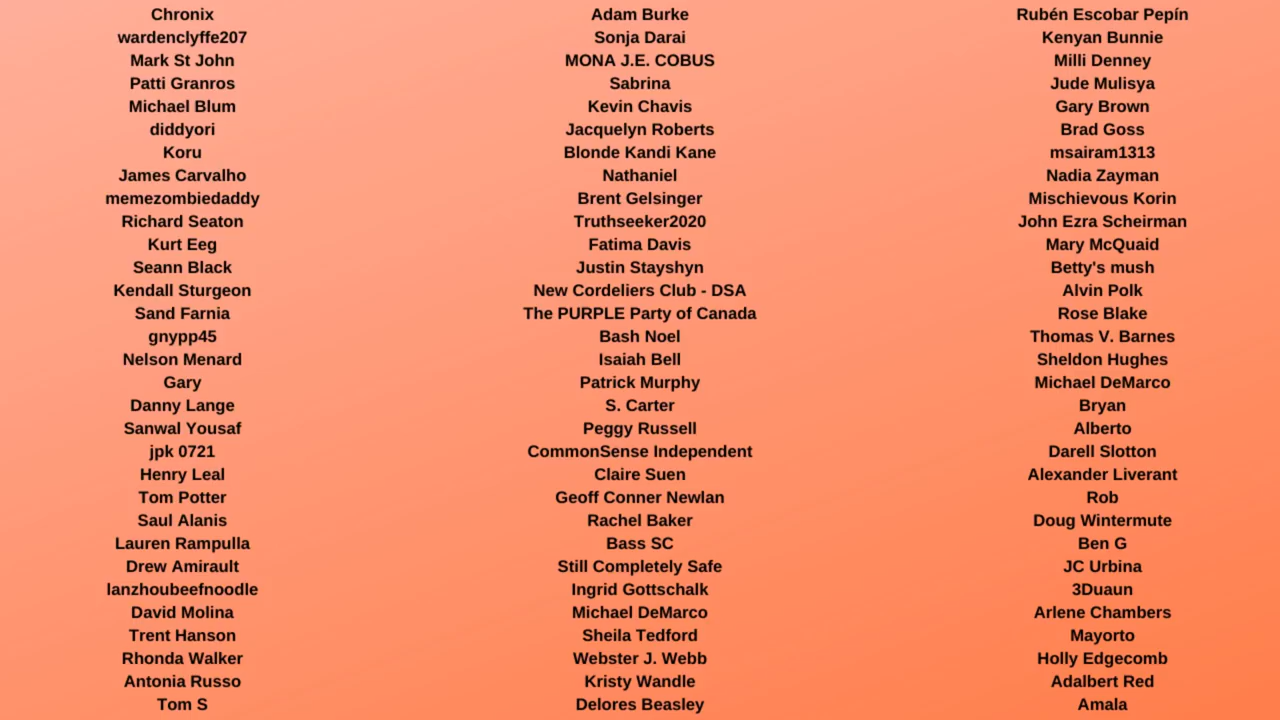 Chronix
wardenclyffe207
Mark St John
Patti Granros
Michael Blum
diddyori
Koru
James Carvalho
memezombiedaddy
Richard Seaton
Kurt Eeg
Seann Black
Kendall Sturgeon
Sand Farnia
gnypp45
Nelson Menard
Gary
Danny Lange
Sanwal Yousaf
jpk 0721
Henry Leal
Tom Potter
Saul Alanis
Lauren Rampulla
Drew Amirault
lanzhoubeefnoodle
David Molina
Trent Hanson
Rhonda Walker
Antonia Russo
Tom S
Adam Burke
Sonja Darai
MONA J.E. COBUS
Sabrina
Kevin Chavis
Jacquelyn Roberts
Blonde Kandi Kane
Nathaniel
Brent Gelsinger
Truthseeker2020
Fatima Davis
Justin Stayshyn
New Cordeliers Club - DSA
The PURPLE Party of Canada
Bash Noel
Isaiah Bell
Patrick Murphy
S. Carter
Peggy Russell
CommonSense Independent
Claire Suen
Geoff Conner Newlan
Rachel Baker
Bass SC
Still Completely Safe
Ingrid Gottschalk
Michael DeMarco
Sheila Tedford
Webster J. Webb
Kristy Wandle
Delores Beasley
Rubén Escobar Pepín
Kenyan Bunnie
Milli Denney
Jude Mulisya
Gary Brown
Brad Goss
msairam1313
Nadia Zayman
Mischievous Korin
John Ezra Scheirman
Mary McQuaid
Betty's mush
Alvin Polk
Rose Blake
Thomas V. Barnes
Sheldon Hughes
Michael DeMarco
Bryan
Alberto
Darell Slotton
Alexander Liverant
Rob
Doug Wintermute
Ben G
JC Urbina
3Duaun
Arlene Chambers
Mayorto
Holly Edgecomb
Adalbert Red
Amala